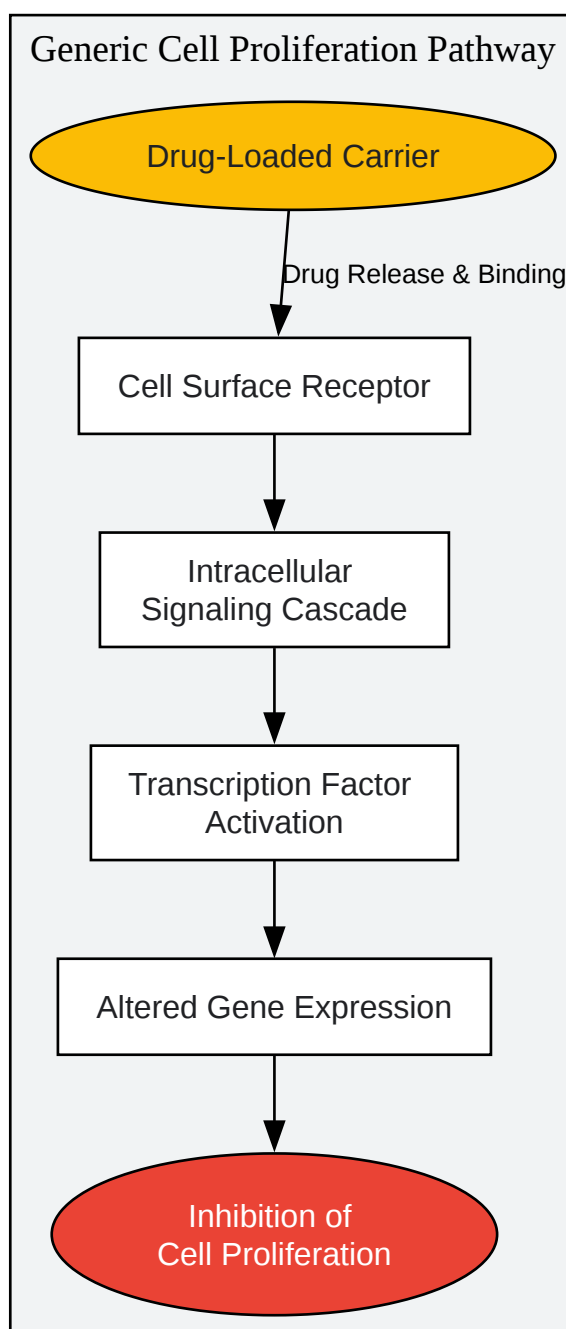 Generic Cell Proliferation Pathway
Drug-Loaded Carrier
Drug Release & Binding
Cell Surface Receptor
Intracellular
Signaling Cascade
Transcription Factor
Activation
Altered Gene Expression
Inhibition of
Cell Proliferation